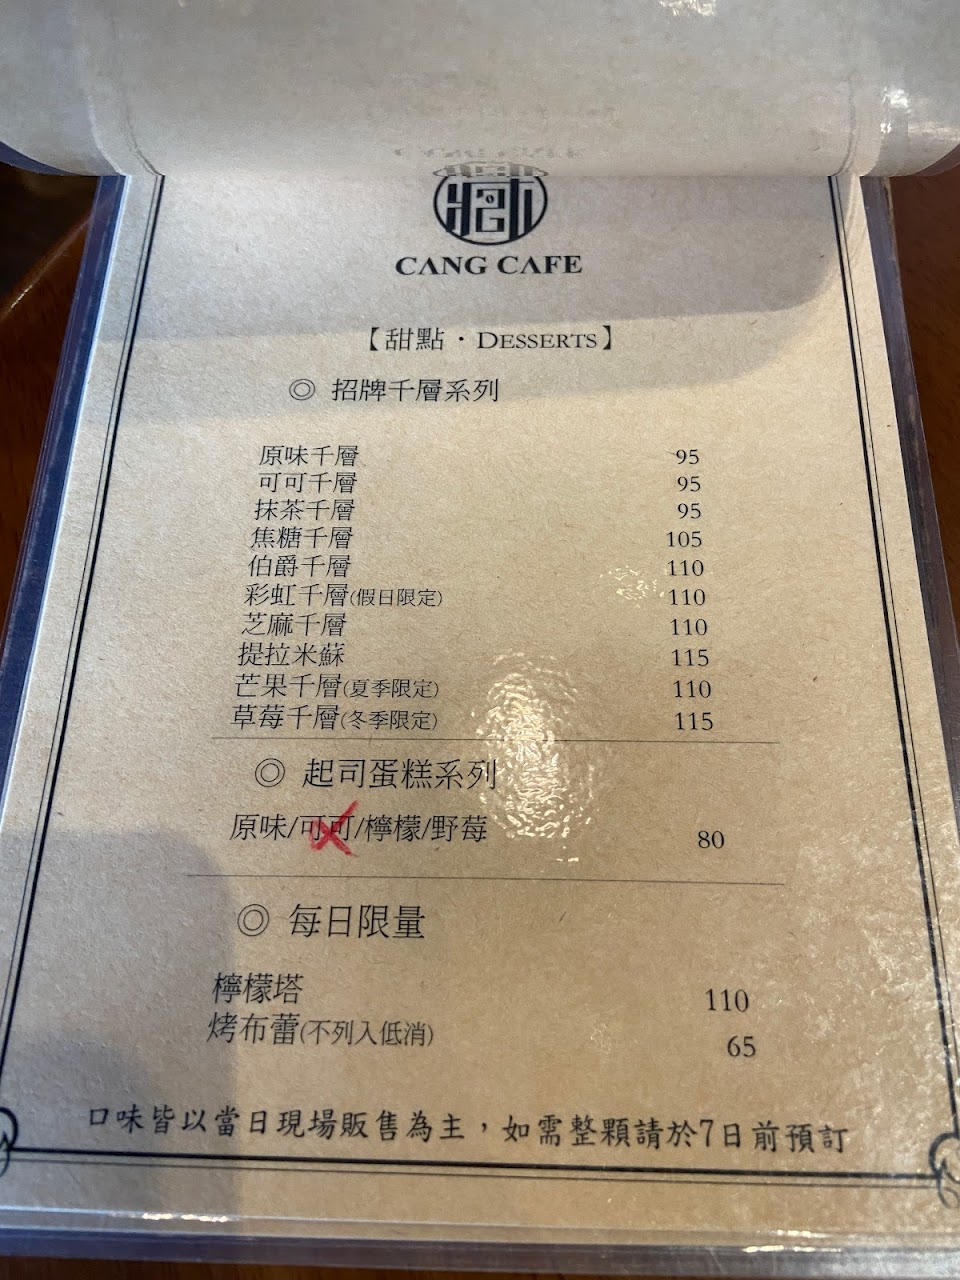 CANG CAFE
【甜點・DESSERTS】
◎ 招牌千層系列
原味千層 95
可可千層 95
抹茶千層 95
焦糖千層 105
伯爵千層 110
彩虹千層(假日限定) 110
芝麻千層 110
提拉米蘇 115
芒果千層(夏季限定) 110
草莓千層(冬季限定) 115
◎ 起司蛋糕系列
原味/可可/檸檬/野莓 80
◎ 每日限量
檸檬塔 110
烤布蕾(不列入低消) 65
口味皆以當日現場販售為主，如需整顆請於7日前預訂